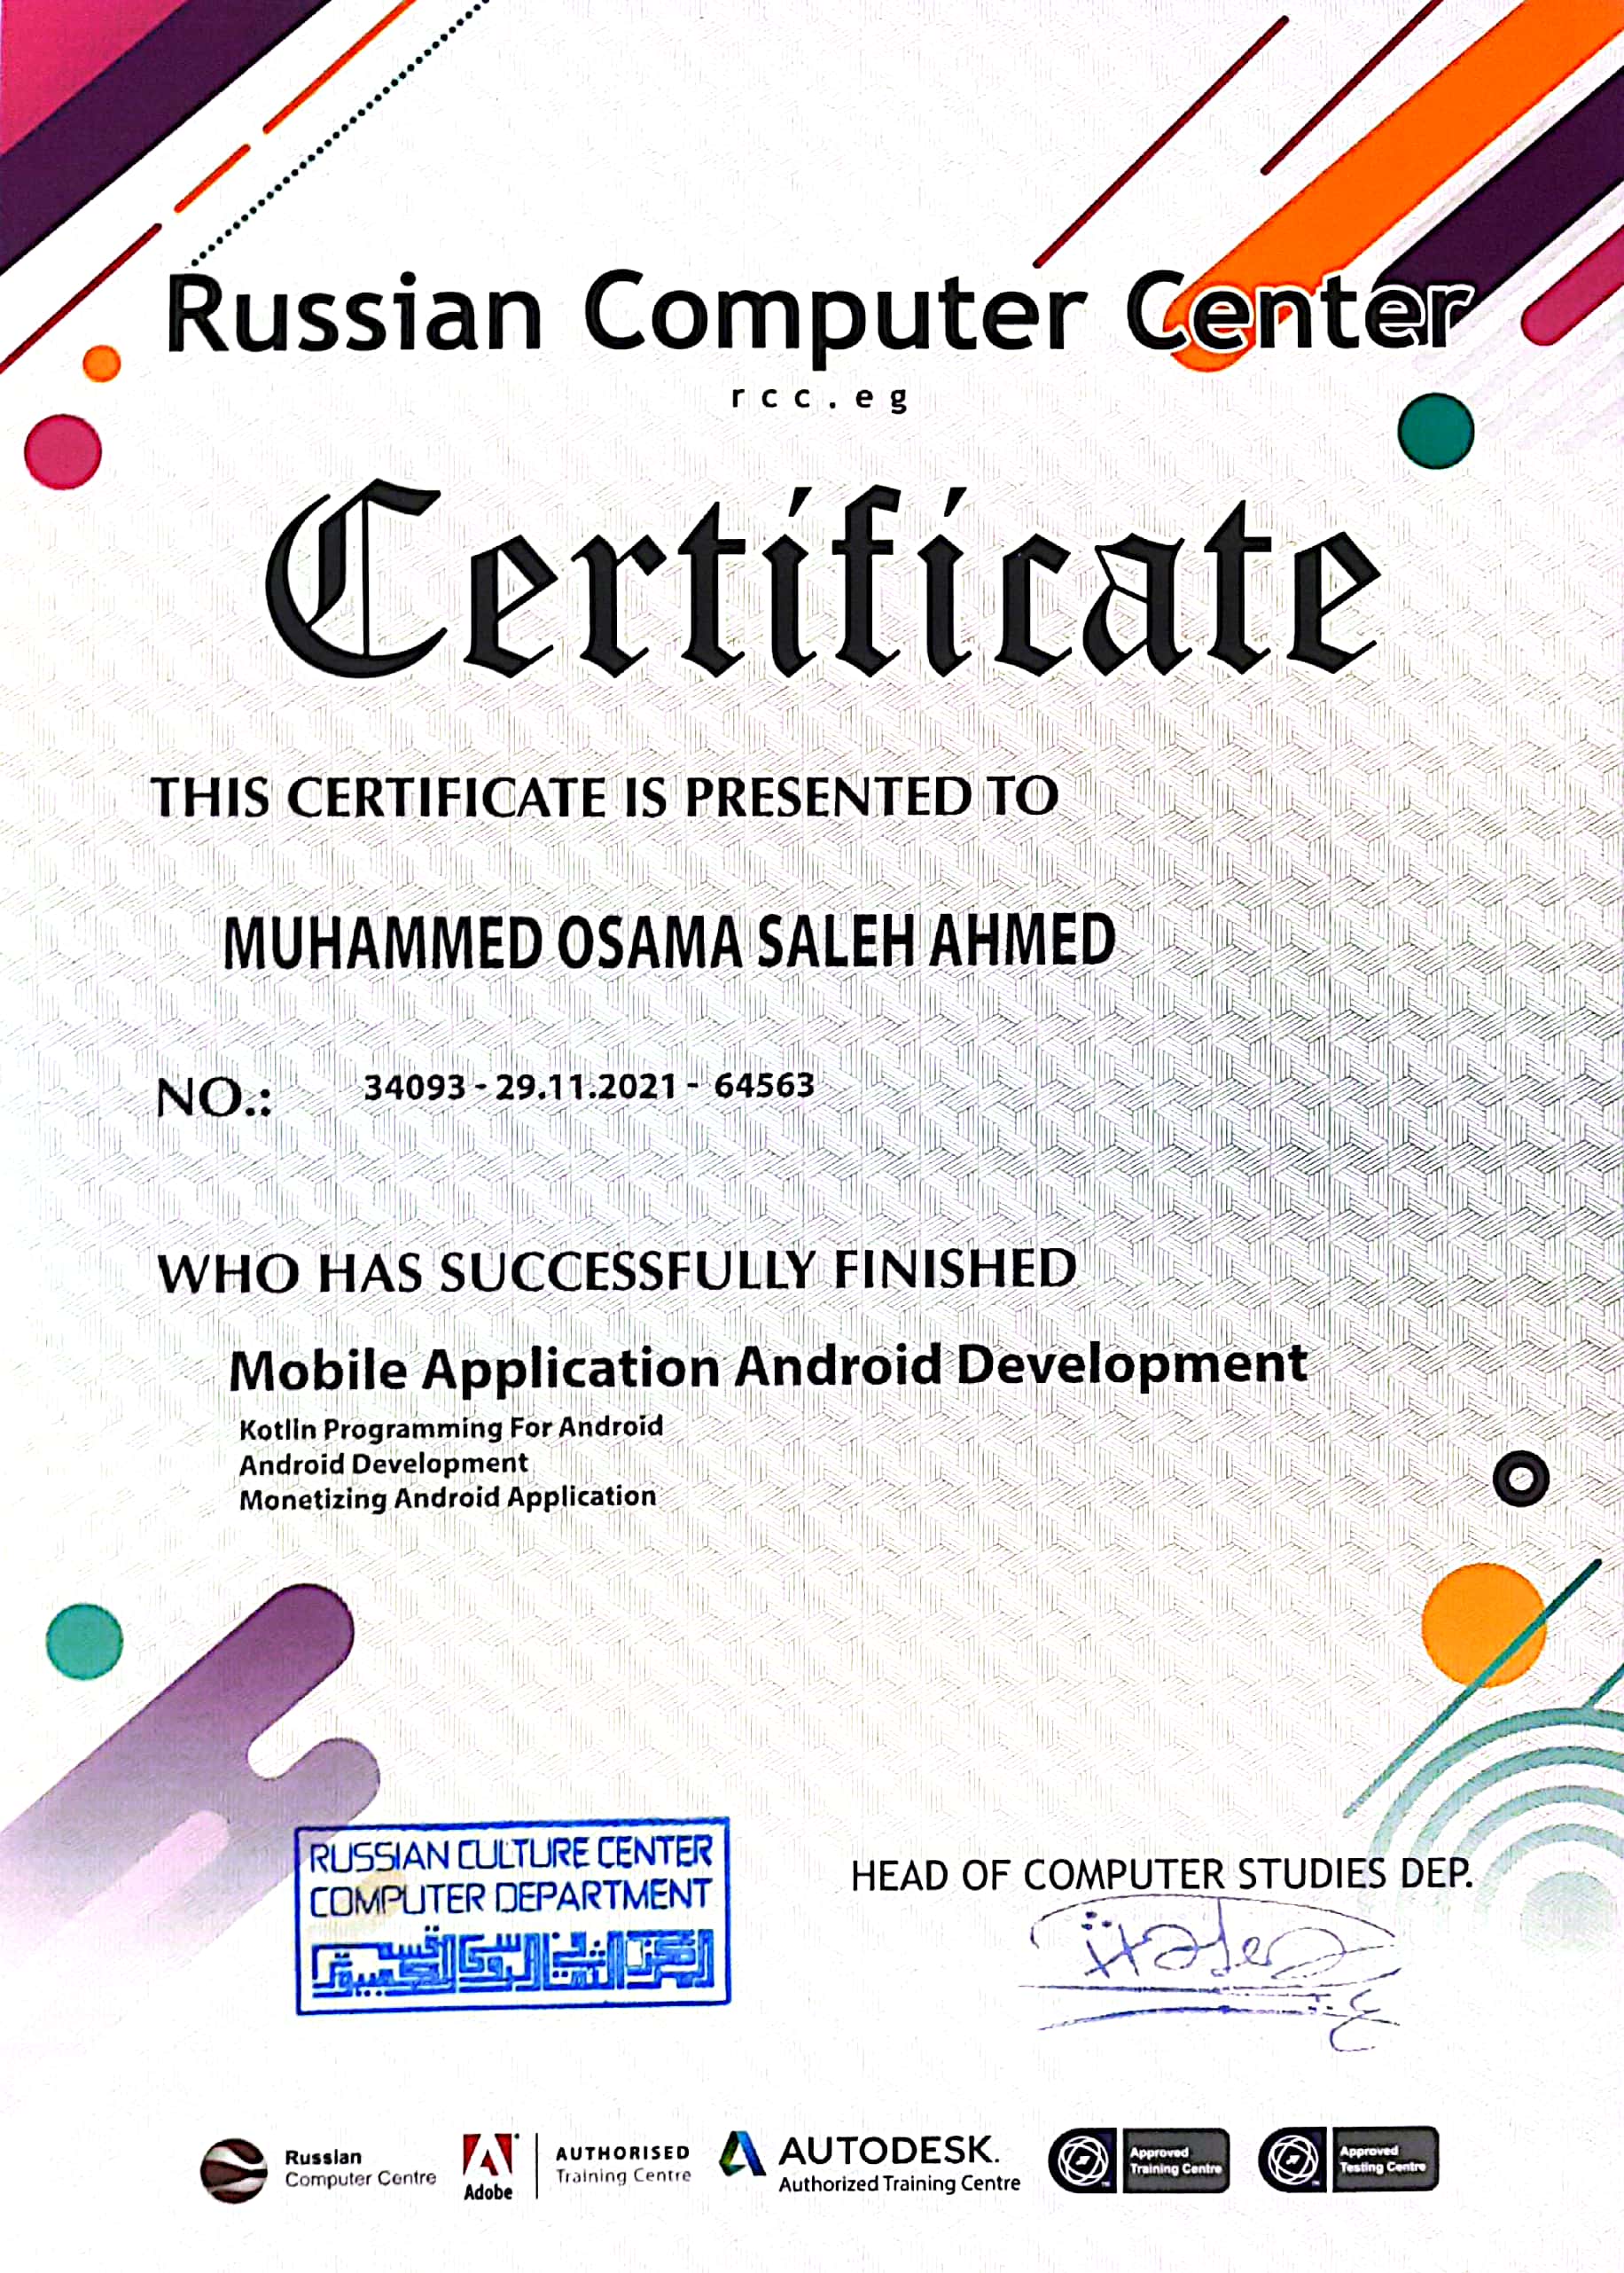 Russian Computer Center
rcc.eg
Certificate
THIS CERTIFICATE IS PRESENTED TO
MUHAMMED OSAMA SALEH AHMED
NO.: 34093 - 29.11.2021 - 64563
WHO HAS SUCCESSFULLY FINISHED
Mobile Application Android Development
Kotlin Programming For Android
Android Development
Monetizing Android Application
RUSSIAN CULTURE CENTER
COMPUTER DEPARTMENT
HEAD OF COMPUTER STUDIES DEP.
Russian
Computer Centre
Adobe
AUTHORISED
Training Centre
AUTODESK.
Authorized Training Centre
Approved
Training Centre
Approved
Testing Centre